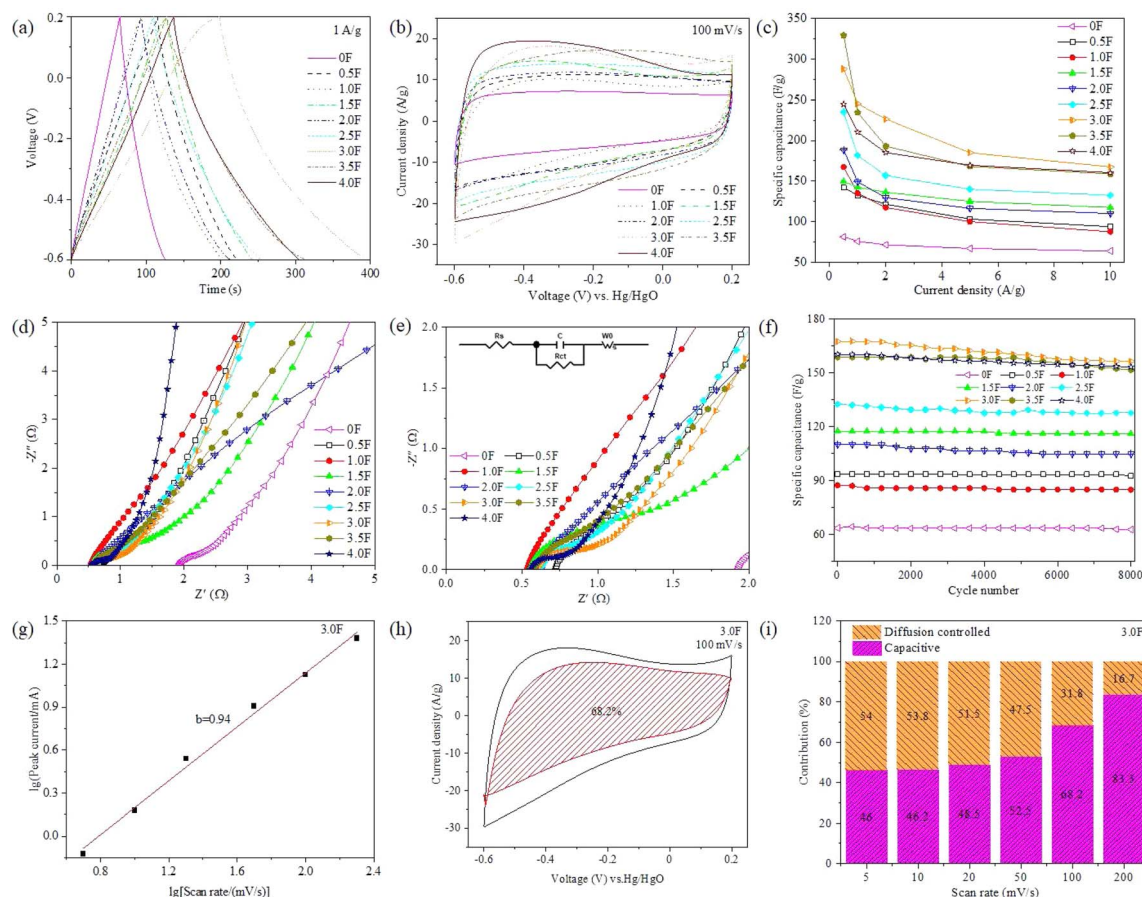 (a)
1 A/g
0F
0.5F
1.0F
1.5F
2.0F
2.5F
3.0F
3.5F
4.0F
0.2
0.0
-0.2
-0.4
-0.6
Voltage (V)
0 100 200 300 400
Time (s)
(b)
100 mV/s
30
20
10
0
-10
-20
-30
Current density (A/g)
0F 0.5F
1.0F 1.5F
2.0F 2.5F
3.0F 3.5F
4.0F
-0.6 -0.4 -0.2 0.0 0.2
Voltage (V) vs. Hg/HgO
(c)
350
300
250
200
150
100
50
Specific capacitance (F/g)
0F
0.5F
1.0F
1.5F
2.0F
2.5F
3.0F
3.5F
4.0F
0 2 4 6 8 10
Current density (A/g)
(d)
5
4
3
2
1
0
-Z″ (Ω)
0F
0.5F
1.0F
1.5F
2.0F
2.5F
3.0F
3.5F
4.0F
0 1 2 3 4 5
Z′ (Ω)
(e)
Rs C W0
s
Rct
2.0
1.5
1.0
0.5
0.0
-Z″ (Ω)
0F 0.5F
1.0F 1.5F
2.0F 2.5F
3.0F 3.5F
4.0F
0.0 0.5 1.0 1.5 2.0
Z′ (Ω)
(f)
180
150
120
90
60
Specific capacitance (F/g)
0F 0.5F 1.0F
1.5F 2.0F 2.5F
3.0F 3.5F 4.0F
0 2000 4000 6000 8000
Cycle number
(g)
3.0F
1.5
1.2
0.9
0.6
0.3
0.0
lg(Peak current/mA)
b=0.94
0.8 1.2 1.6 2.0 2.4
lg[Scan rate/(mV/s)]
(h)
3.0F
100 mV/s
30
20
10
0
-10
-20
-30
Current density (A/g)
68.2%
-0.6 -0.4 -0.2 0.0 0.2
Voltage (V) vs.Hg/HgO
(i)
3.0F
Diffusion controlled
Capacitive
120
100
80
60
40
20
0
Contribution (%)
54 53.8 51.5 47.5 31.8 16.7
46 46.2 48.5 52.5 68.2 83.3
5 10 20 50 100 200
Scan rate (mV/s)